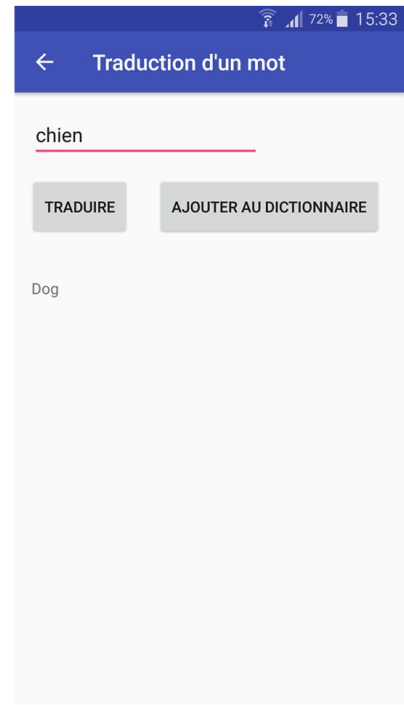 72% 15:33
Traduction d'un mot
chien
TRADUIRE AJOUTER AU DICTIONNAIRE
Dog